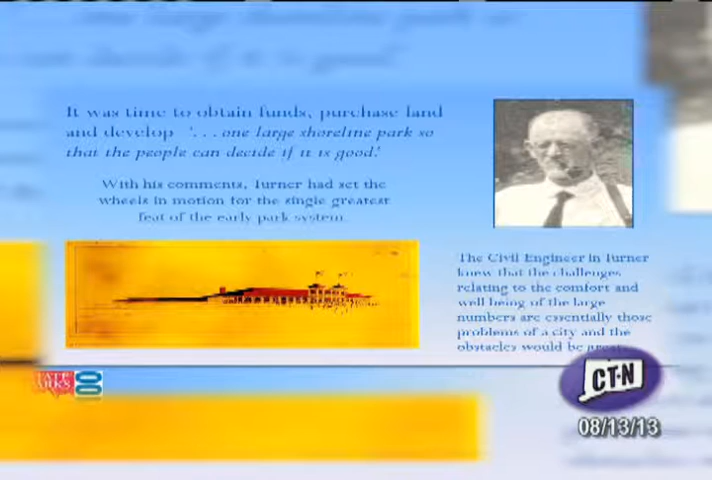 It was time to obtain funds, purchase land
and develop '. . . one large shoreline park so
that the people can decide if it is good.'
With his comments, Turner had set the
wheels in motion for the single greatest
feat of the early park system.
The Civil Engineer in Turner
knew that the challenges
relating to the comfort and
well being of the large
numbers are essentially those
problems of a city and the
obstacles would be great.
STATE
PARKS
100
CT-N
08/13/13